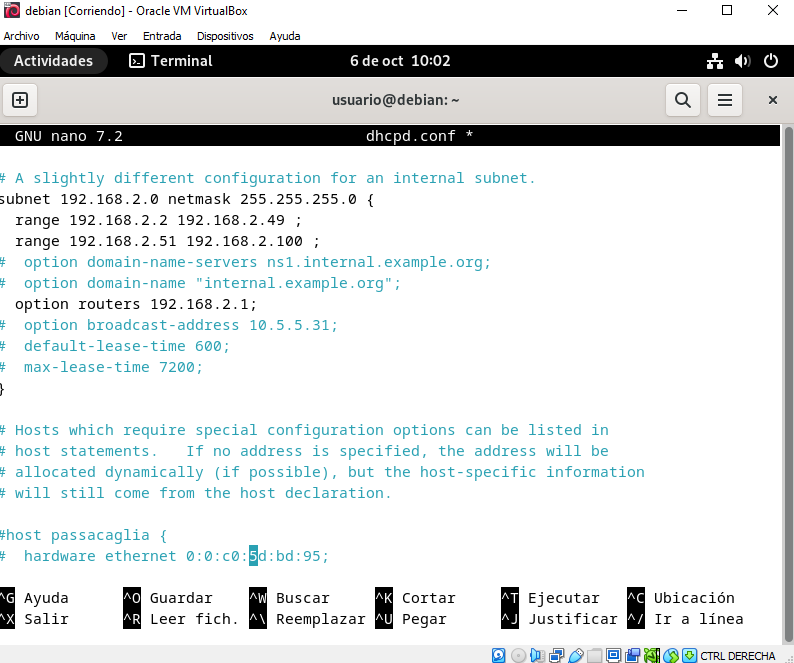 debian [Corriendo] - Oracle VM VirtualBox
Archivo Máquina Ver Entrada Dispositivos Ayuda
Actividades Terminal 6 de oct 10:02
usuario@debian: ~
GNU nano 7.2 dhcpd.conf *
# A slightly different configuration for an internal subnet.
subnet 192.168.2.0 netmask 255.255.255.0 {
range 192.168.2.2 192.168.2.49 ;
range 192.168.2.51 192.168.2.100 ;
# option domain-name-servers ns1.internal.example.org;
# option domain-name "internal.example.org";
option routers 192.168.2.1;
# option broadcast-address 10.5.5.31;
# default-lease-time 600;
# max-lease-time 7200;
}
# Hosts which require special configuration options can be listed in
# host statements. If no address is specified, the address will be
# allocated dynamically (if possible), but the host-specific information
# will still come from the host declaration.
#host passacaglia {
# hardware ethernet 0:0:c0:5d:bd:95;
^G Ayuda ^O Guardar ^W Buscar ^K Cortar ^T Ejecutar ^C Ubicación
^X Salir ^R Leer fich. ^\ Reemplazar ^U Pegar ^J Justificar ^/ Ir a línea
CTRL DERECHA